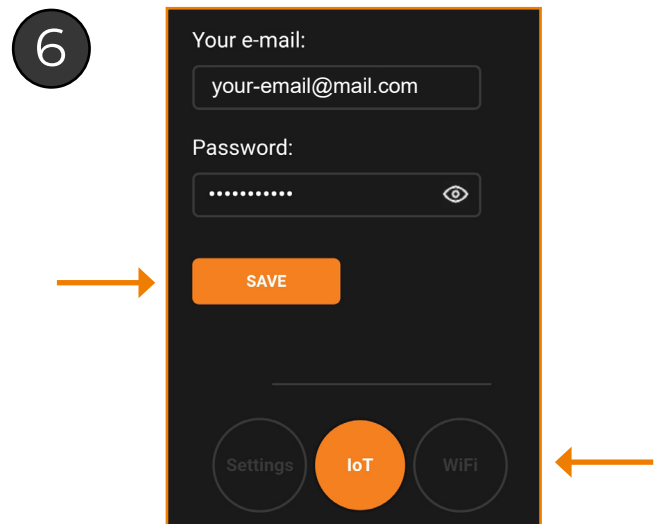 6
Your e-mail:
your-email@mail.com
Password:
•••••••••••
SAVE
Settings IoT WiFi